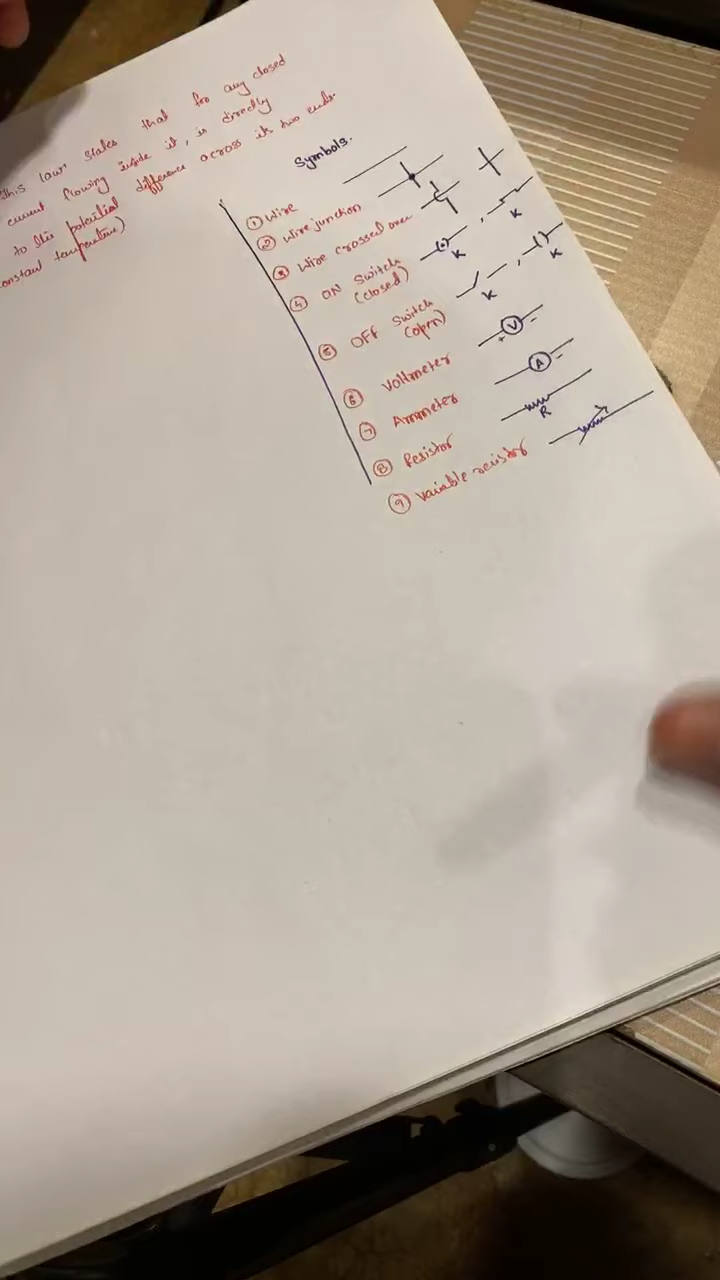 This law states that for any closed
current flowing inside it, is directly
to the potential difference across its two ends.
constant temperature)
Symbols.
① Wire
② Wire junction
③ Wire crossed over
④ ON Switch
(closed)
K , K
⑤ OFF Switch
(open)
K , K
⑥ Voltmeter
+ V -
⑦ Ammeter
A -
⑧ Resistor
R
⑨ Variable resistor